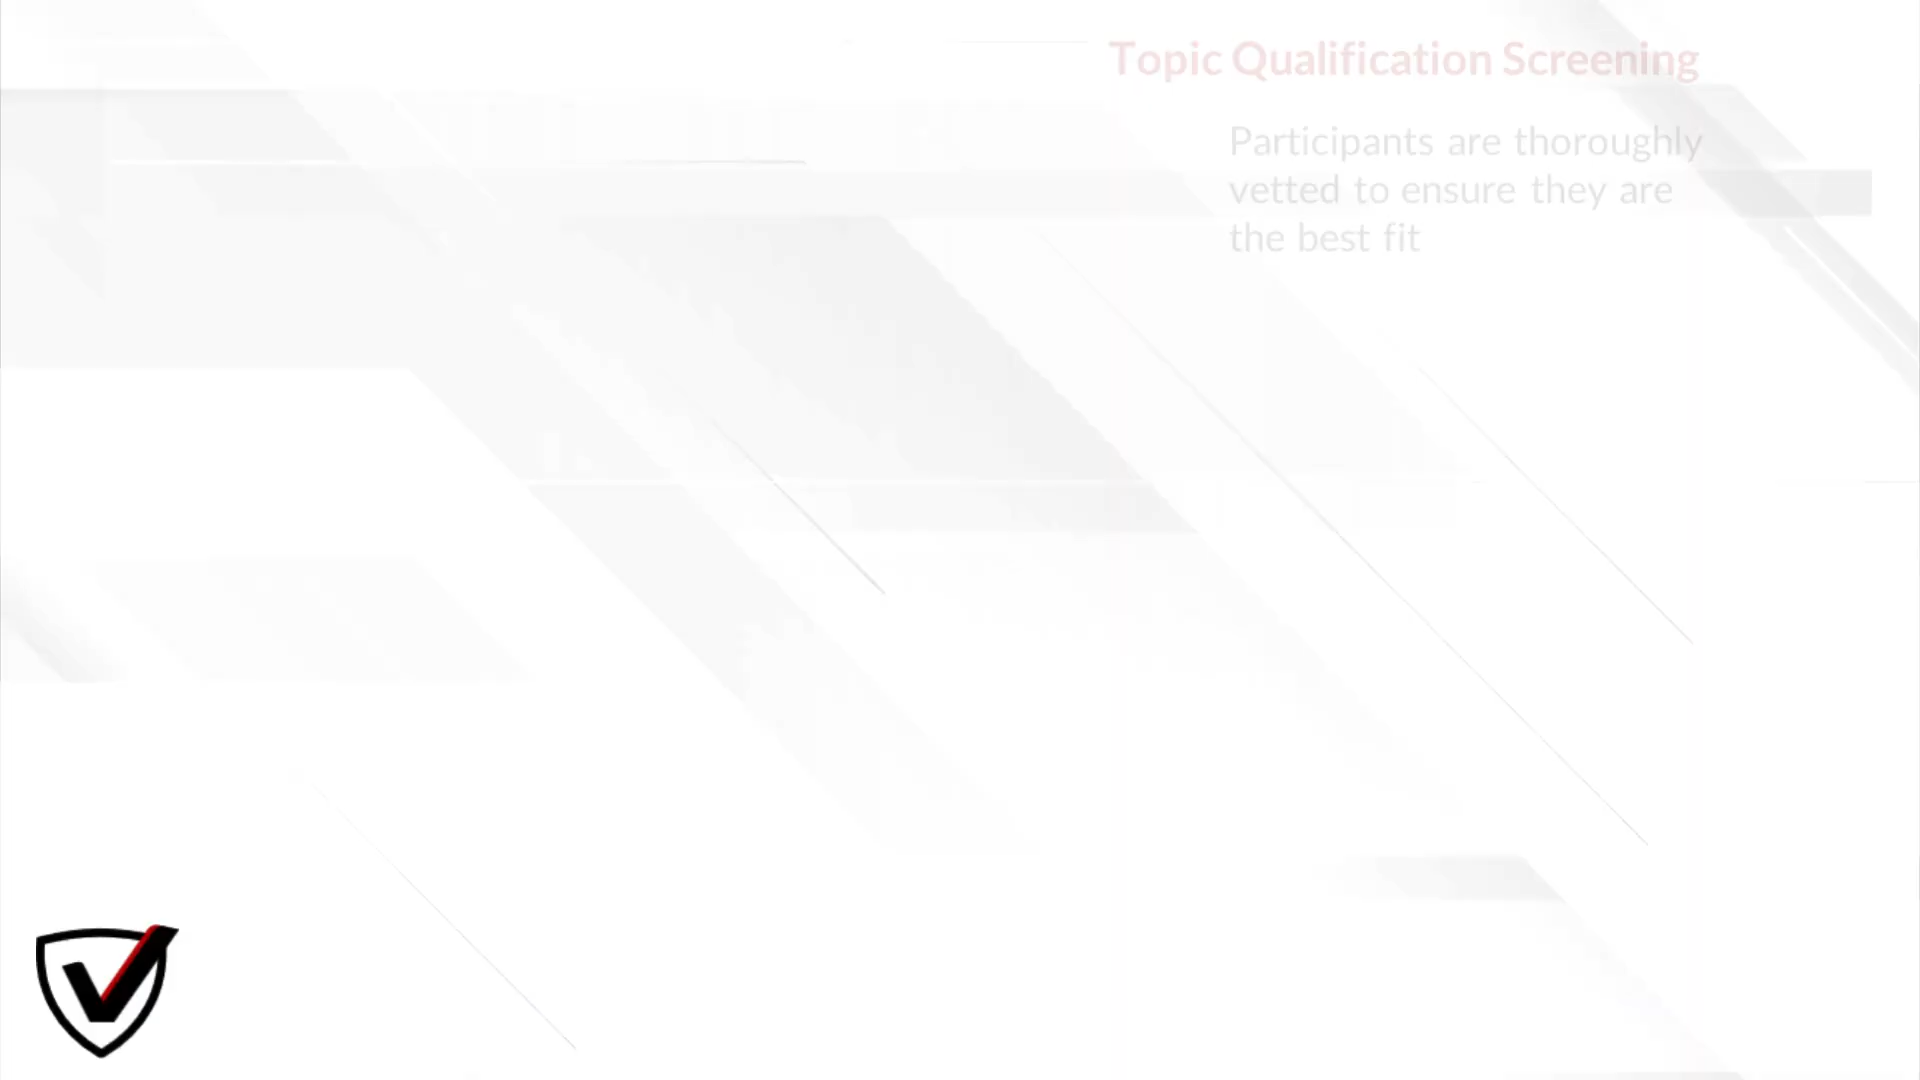 Topic Qualification Screening
Participants are thoroughly
vetted to ensure they are
the best fit